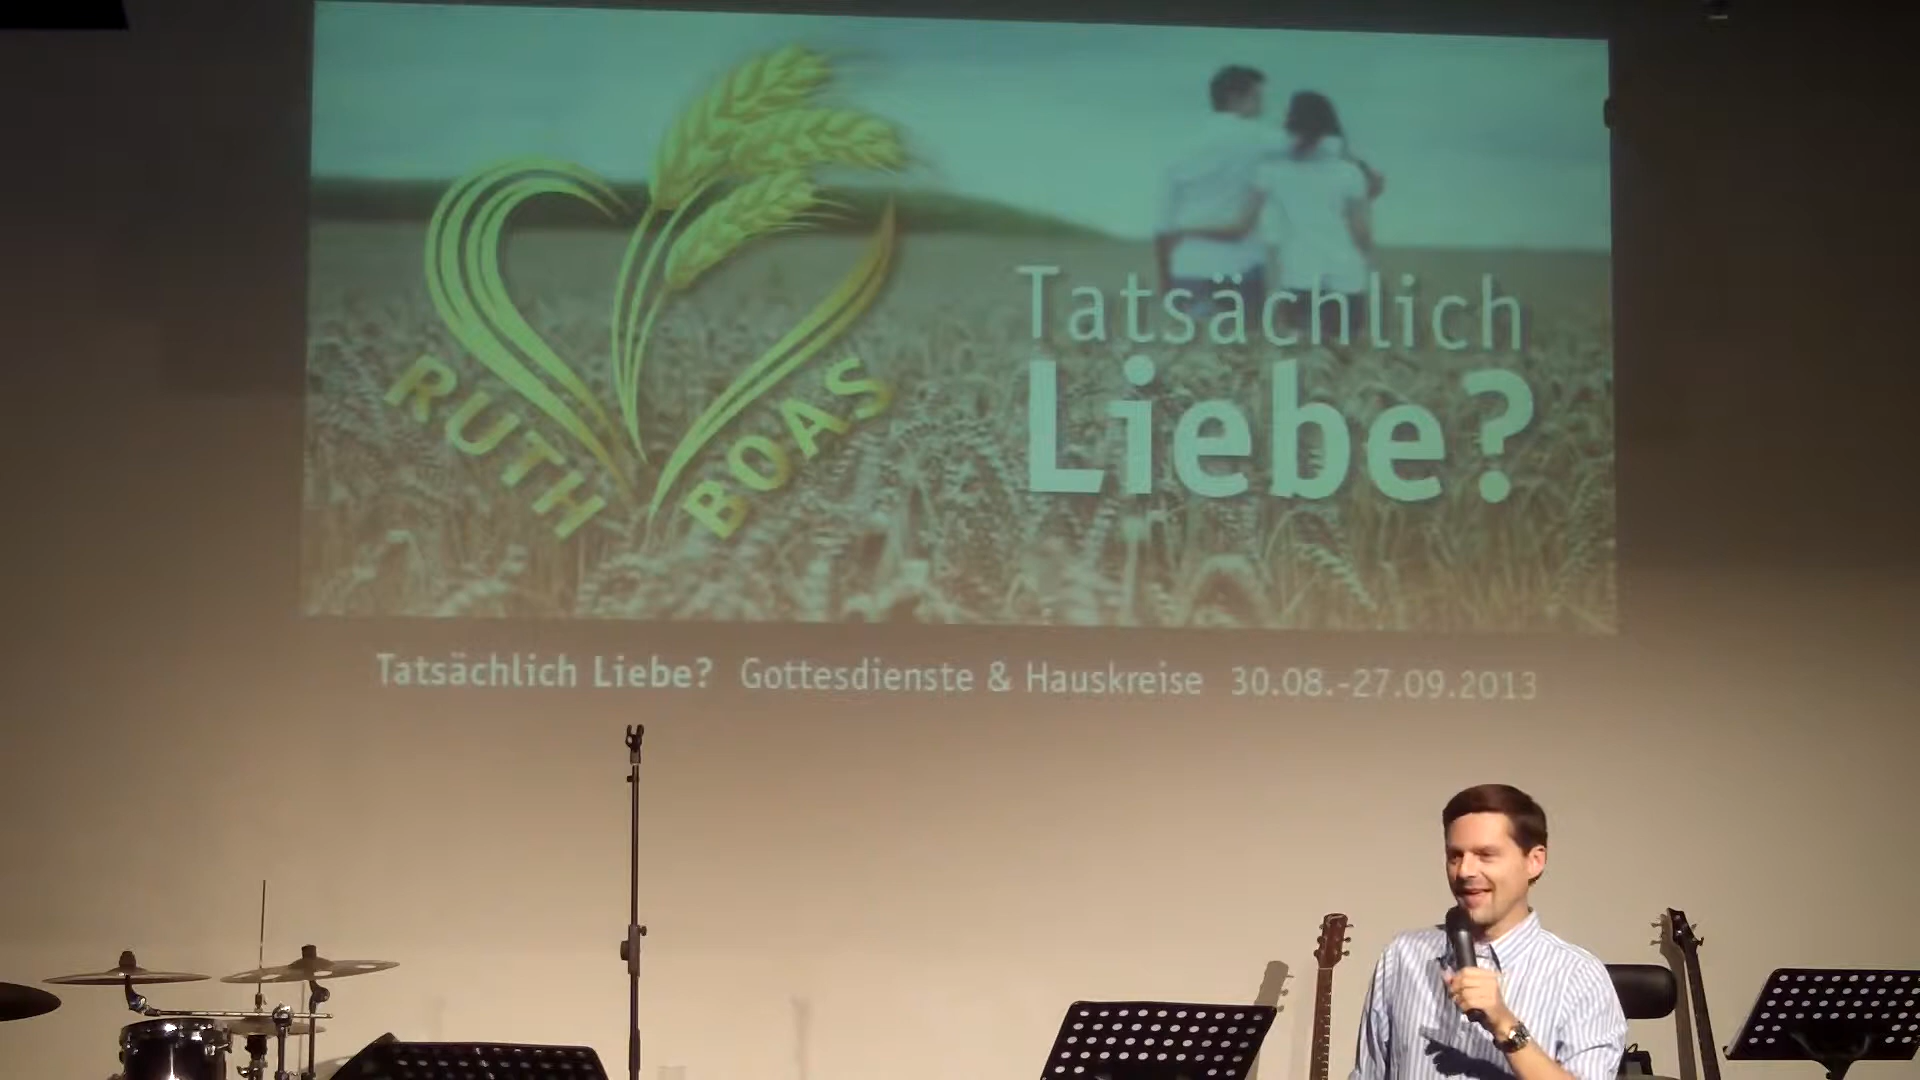 RUTH BOAS
Tatsächlich
Liebe?
Tatsächlich Liebe? Gottesdienste & Hauskreise 30.08.-27.09.2013